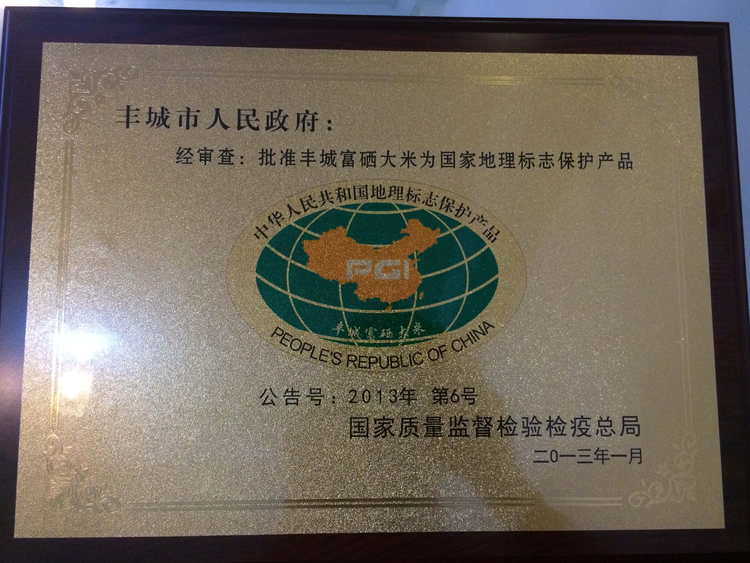 丰城市人民政府：
经审查：批准丰城富硒大米为国家地理标志保护产品
中华人民共和国地理标志保护产品
PGI
丰城富硒大米
PEOPLE'S REPUBLIC OF CHINA
公告号：2013年 第6号
国家质量监督检验检疫总局
二0一三年一月